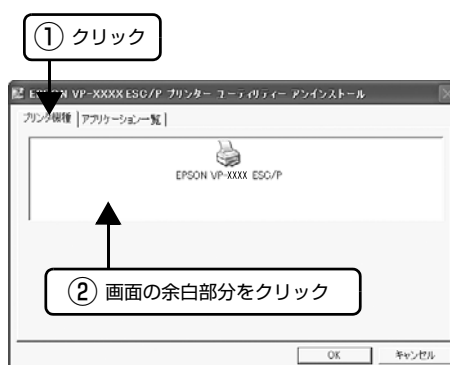 ① クリック
EPSON VP-XXXX ESC/P プリンター ユーティリティー アンインストール
プリンタ機種 アプリケーション一覧
EPSON VP-XXXX ESC/P
② 画面の余白部分をクリック
OK キャンセル